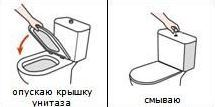 опускаю крышку
унитаза
смываю